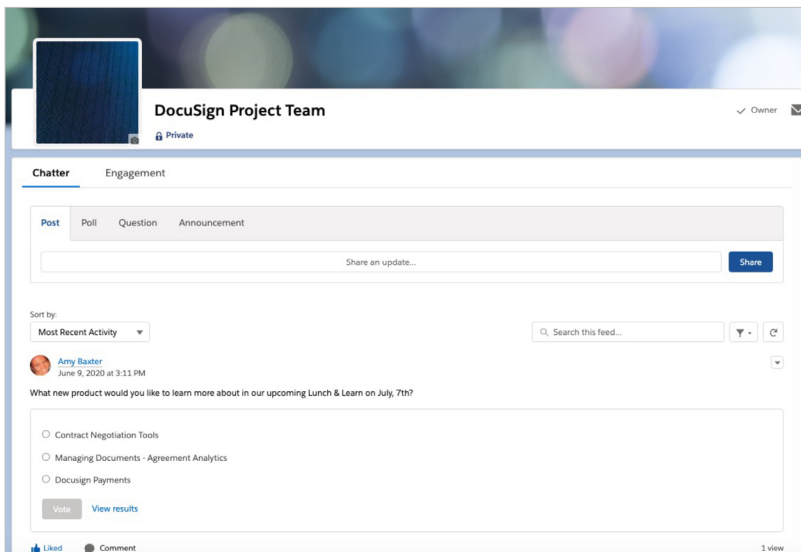 DocuSign Project Team
Owner
Private
Chatter Engagement
Post Poll Question Announcement
Share an update... Share
Sort by:
Most Recent Activity Search this feed...
Amy Baxter
June 9, 2020 at 3:11 PM
What new product would you like to learn more about in our upcoming Lunch & Learn on July, 7th?
Contract Negotiation Tools
Managing Documents - Agreement Analytics
Docusign Payments
Vote View results
Liked Comment 1 view